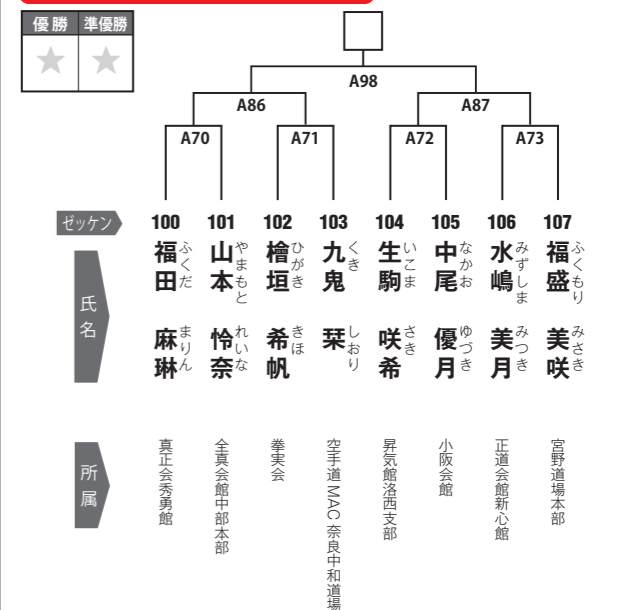 優勝 準優勝
A98
A86 A87
A70 A71 A72 A73
ゼッケン 100 101 102 103 104 105 106 107
氏名
福田 麻琳 ふくだ まりん
山本 怜奈 やまもと れいな
檜垣 希帆 ひがき きほ
九鬼 栞 くき しおり
生駒 咲希 いこま さき
中尾 優月 なかお ゆづき
水嶋 美月 みずしま みつき
福盛 美咲 ふくもり みさき
所属
真正会秀勇館
全真会館中部本部
拳実会
空手道MAC奈良中和道場
昇気館洛西支部
小阪会館
正道会館新心館
宮野道場本部